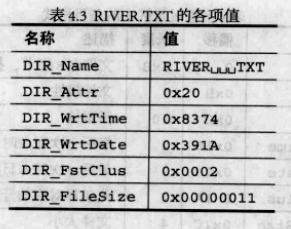 表 4.3 RIVER.TXT 的各项值
名称 值
DIR_Name RIVER␣␣␣TXT
DIR_Attr 0x20
DIR_WrtTime 0x8374
DIR_WrtDate 0x391A
DIR_FstClus 0x0002
DIR_FileSize 0x00000011